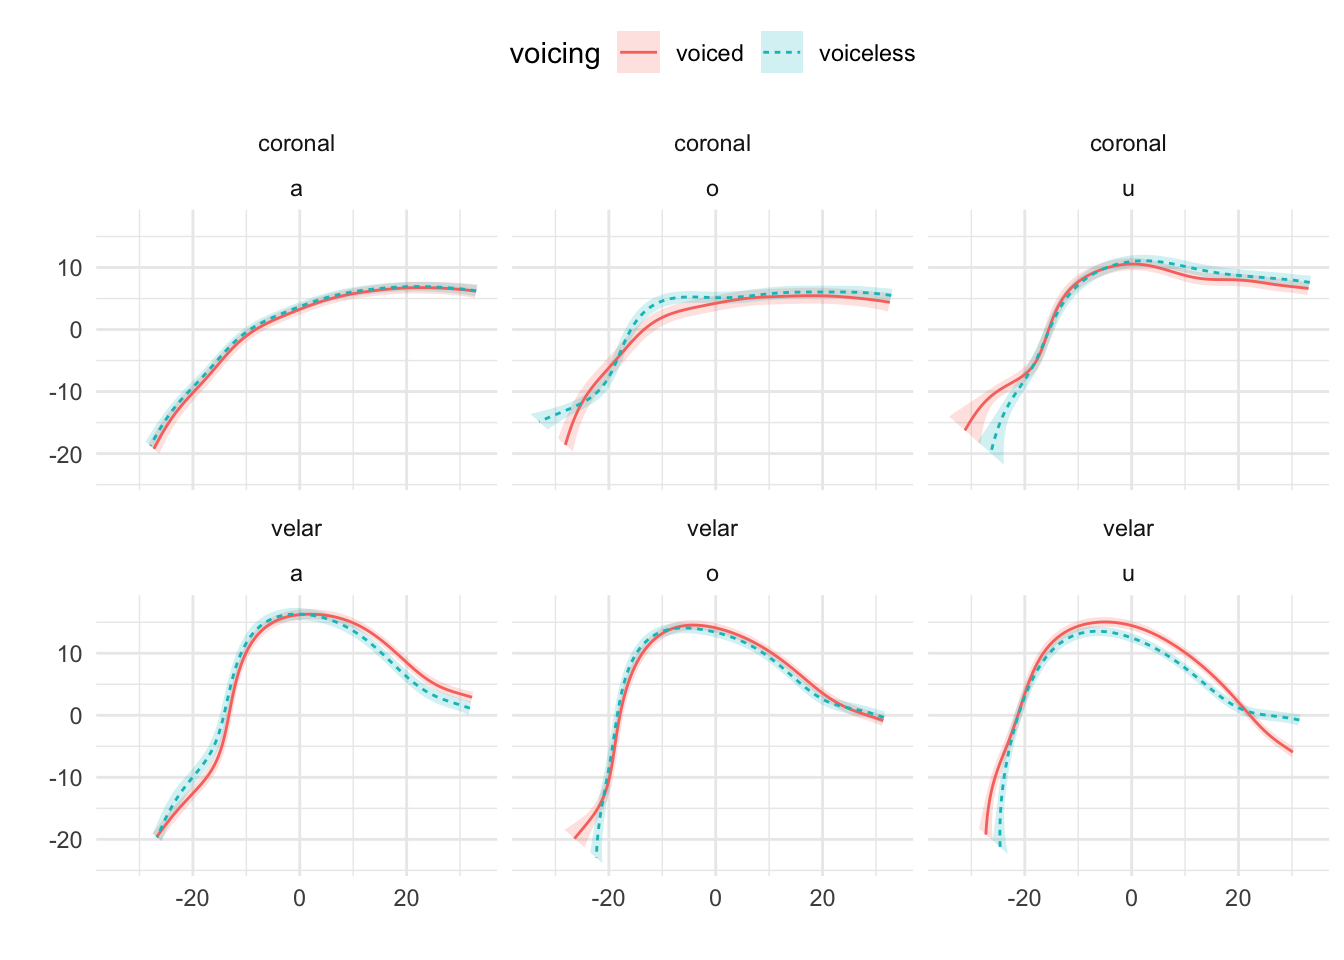 voicing voiced voiceless
coronal coronal coronal
a o u
10
0
-10
-20
velar velar velar
a o u
10
0
-10
-20
-20 0 20 -20 0 20 -20 0 20